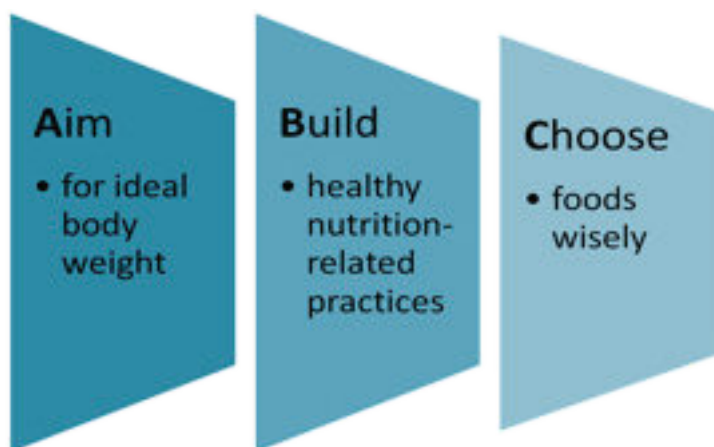 Aim
• for ideal
body
weight
Build
• healthy
nutrition-
related
practices
Choose
• foods
wisely